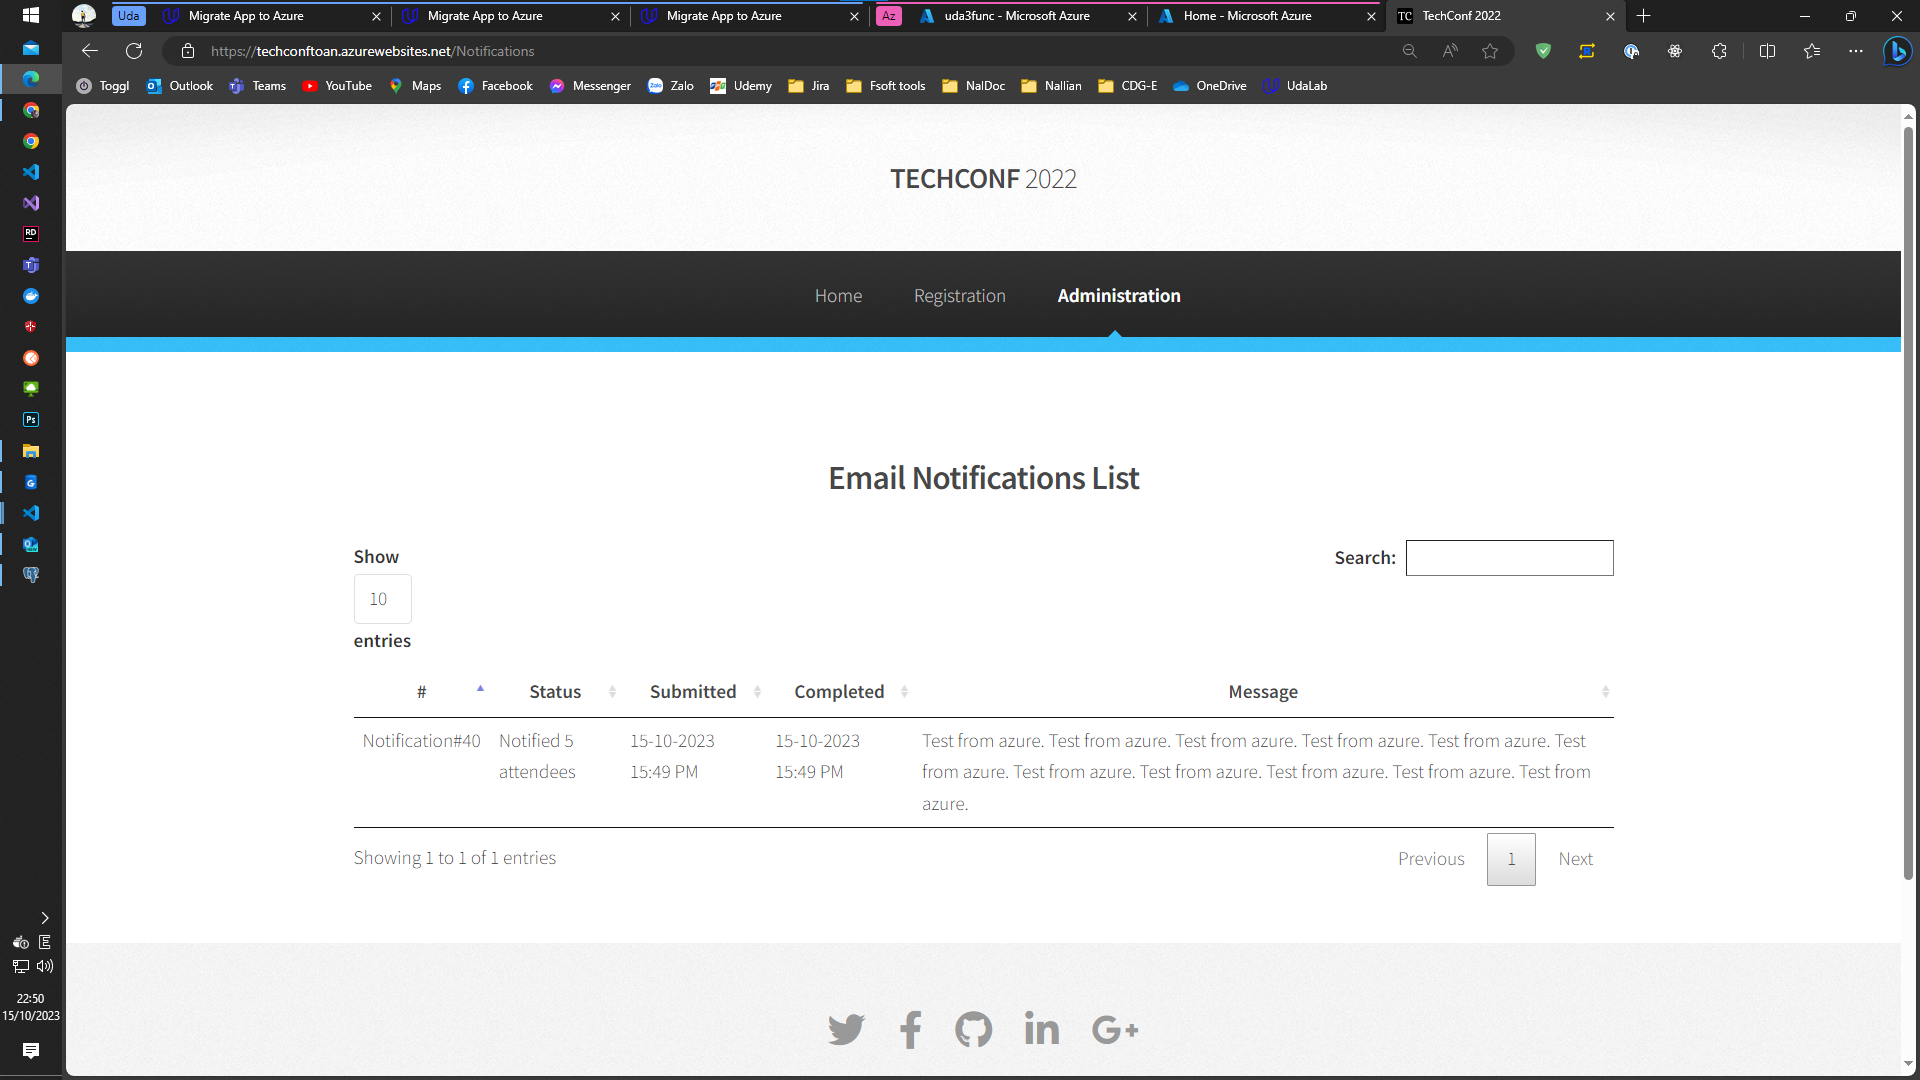 Uda
Migrate App to Azure
Migrate App to Azure
Migrate App to Azure
Az
uda3func - Microsoft Azure
Home - Microsoft Azure
TC
TechConf 2022
https://techconftoan.azurewebsites.net/Notifications
Toggl
Outlook
Teams
YouTube
Maps
Facebook
Messenger
Zalo
Udemy
Jira
Fsoft tools
NalDoc
Nallian
CDG-E
OneDrive
UdaLab
TECHCONF 2022
Home
Registration
Administration
Email Notifications List
Show
10
entries
Search:
#
Status
Submitted
Completed
Message
Notification#40
Notified 5
attendees
15-10-2023
15:49 PM
15-10-2023
15:49 PM
Test from azure. Test from azure. Test from azure. Test from azure. Test from azure. Test
from azure. Test from azure. Test from azure. Test from azure. Test from azure. Test from
azure.
Showing 1 to 1 of 1 entries
Previous
1
Next
22:50
15/10/2023